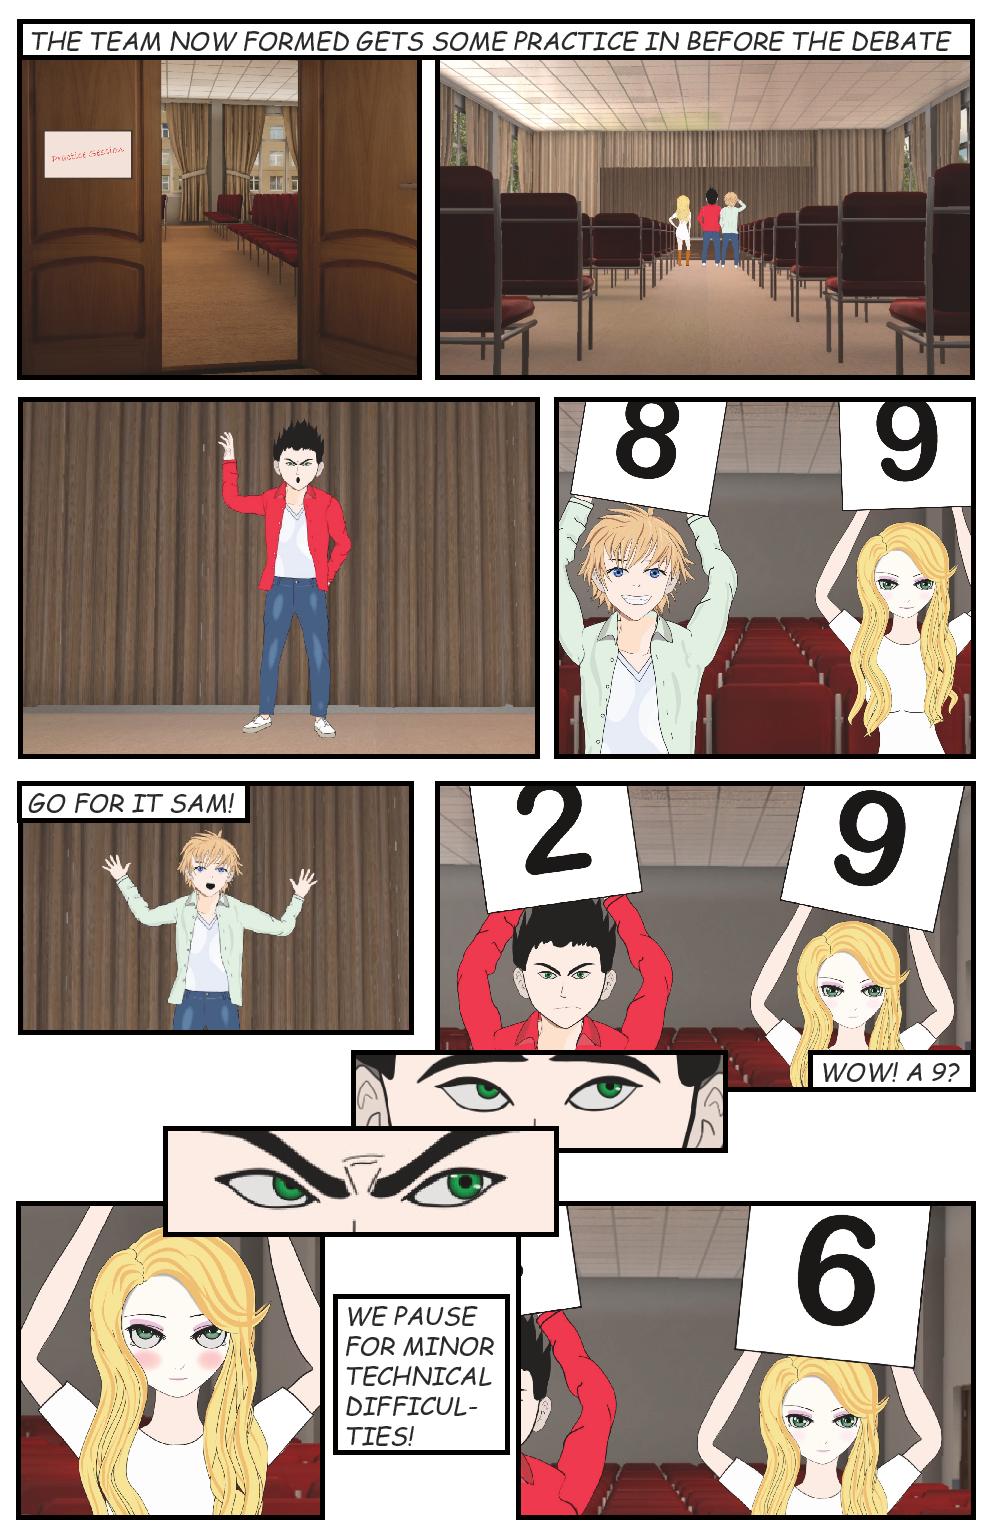 THE TEAM NOW FORMED GETS SOME PRACTICE IN BEFORE THE DEBATE
Practice Session
8
9
GO FOR IT SAM!
2
9
WOW! A 9?
WE PAUSE
FOR MINOR
TECHNICAL
DIFFICUL-
TIES!
6